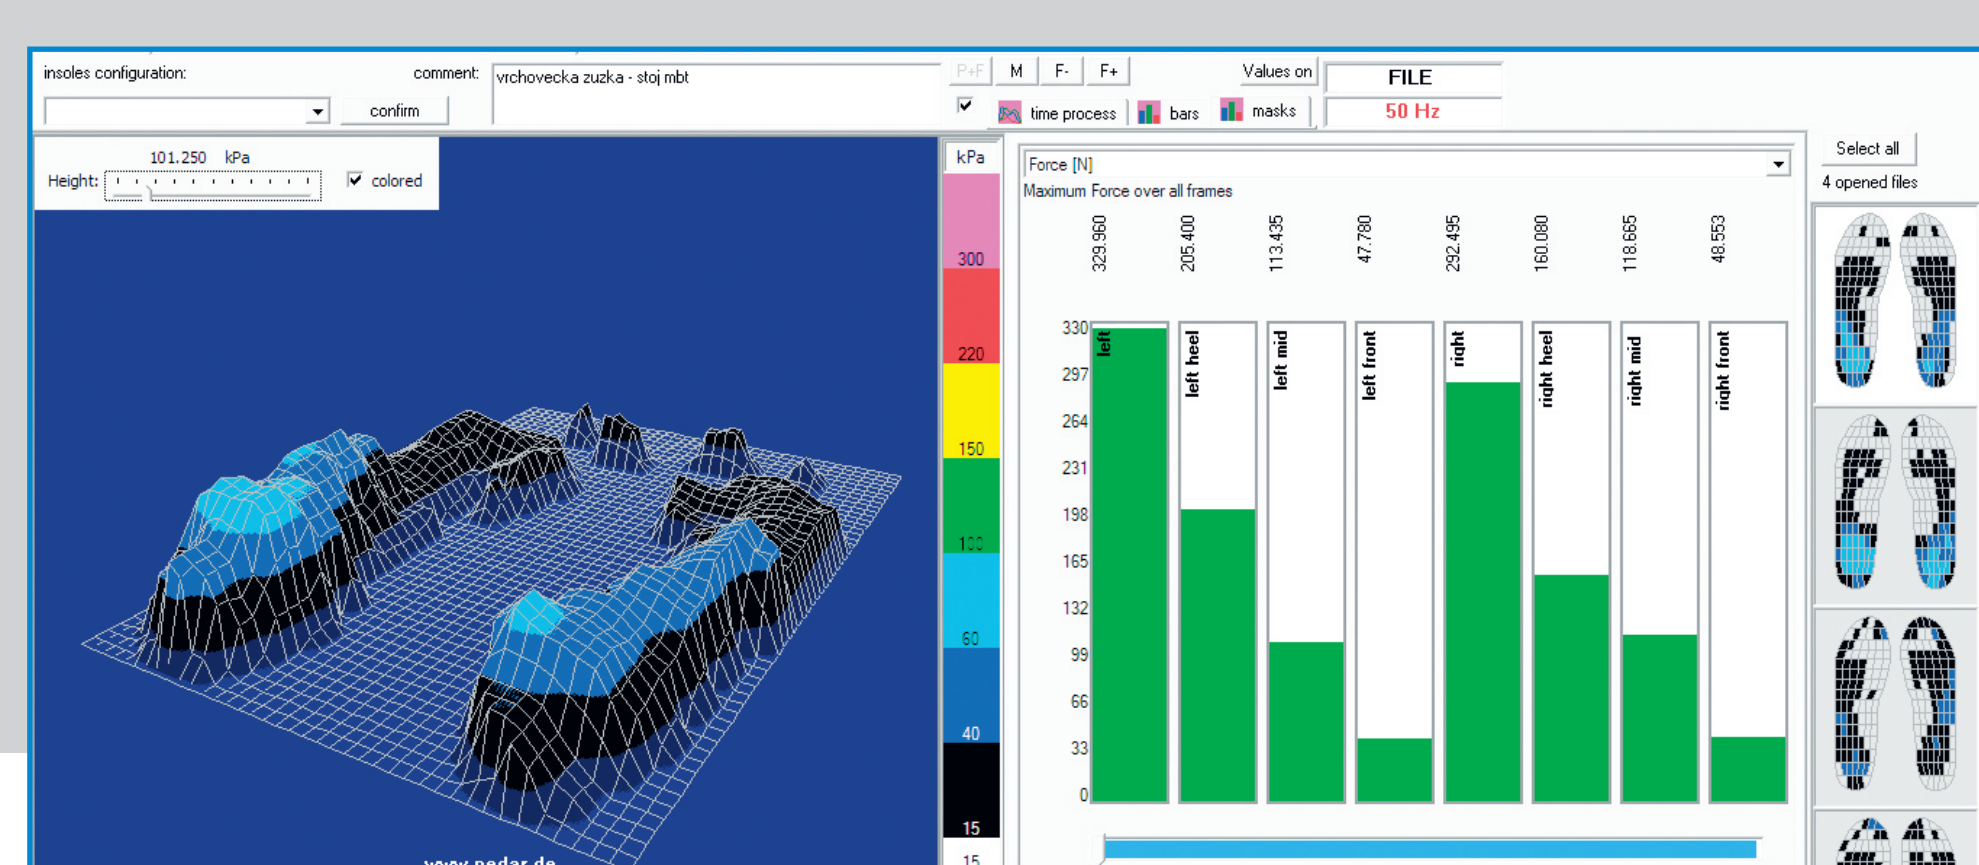 insoles configuration:
comment:
vrchovecka zuzka - stoj mbt
confirm
P+F
M
F-
F+
Values on
FILE
50 Hz
time process
bars
masks
101.250 kPa
Height:
colored
kPa
300
220
150
100
60
40
15
15
Force [N]
Maximum Force over all frames
329.960
205.400
113.435
47.780
292.495
160.080
118.665
48.553
330
297
264
231
198
165
132
99
66
33
0
left
left heel
left mid
left front
right
right heel
right mid
right front
Select all
4 opened files
www.pedar.de